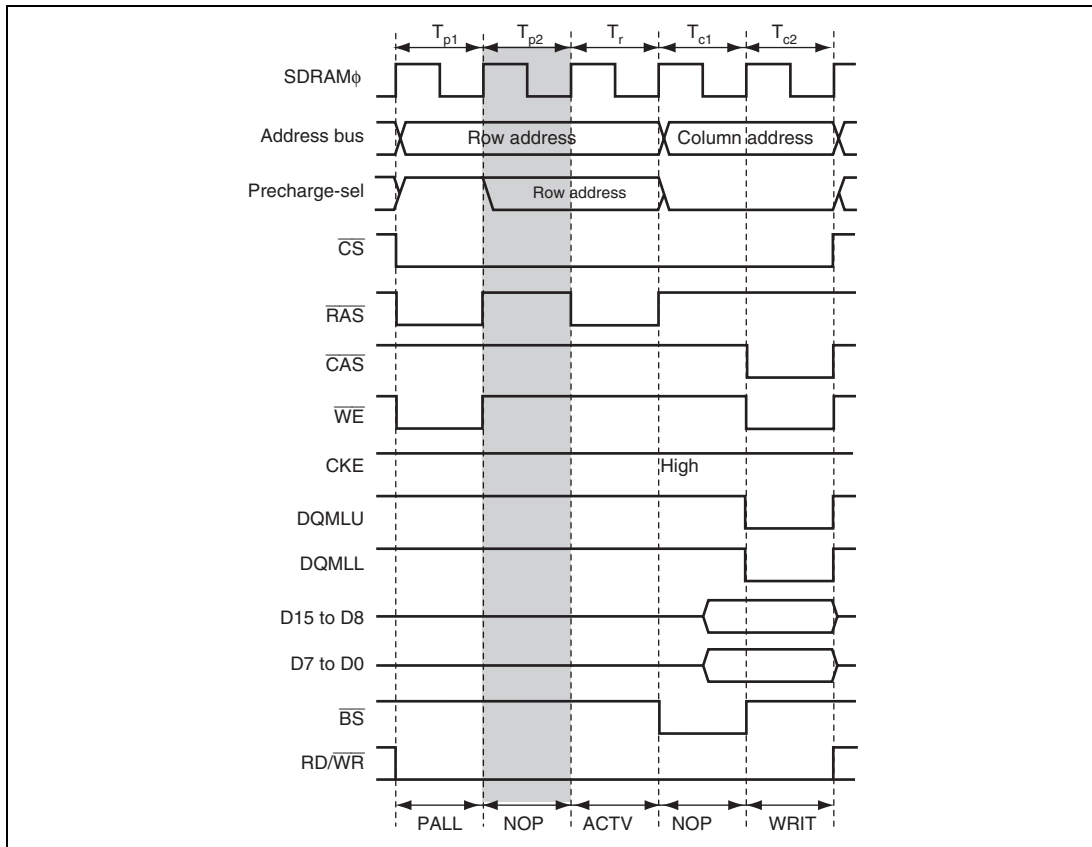 Tp1 Tp2 Tr Tc1 Tc2
SDRAMϕ
Address bus Row address Column address
Precharge-sel Row address
CS
RAS
CAS
WE
CKE High
DQMLU
DQMLL
D15 to D8
D7 to D0
BS
RD/WR
PALL NOP ACTV NOP WRIT